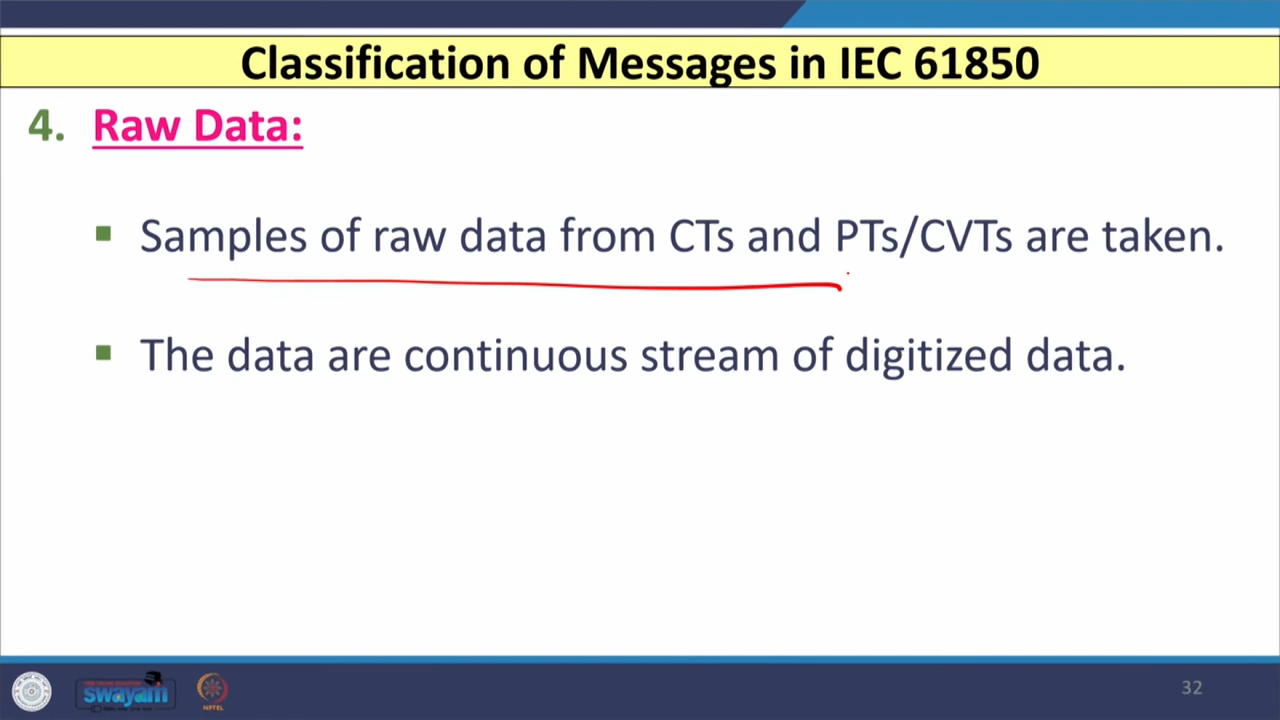 Classification of Messages in IEC 61850
4. Raw Data:
▪ Samples of raw data from CTs and PTs/CVTs are taken.
▪ The data are continuous stream of digitized data.
swayam
NPTEL
32